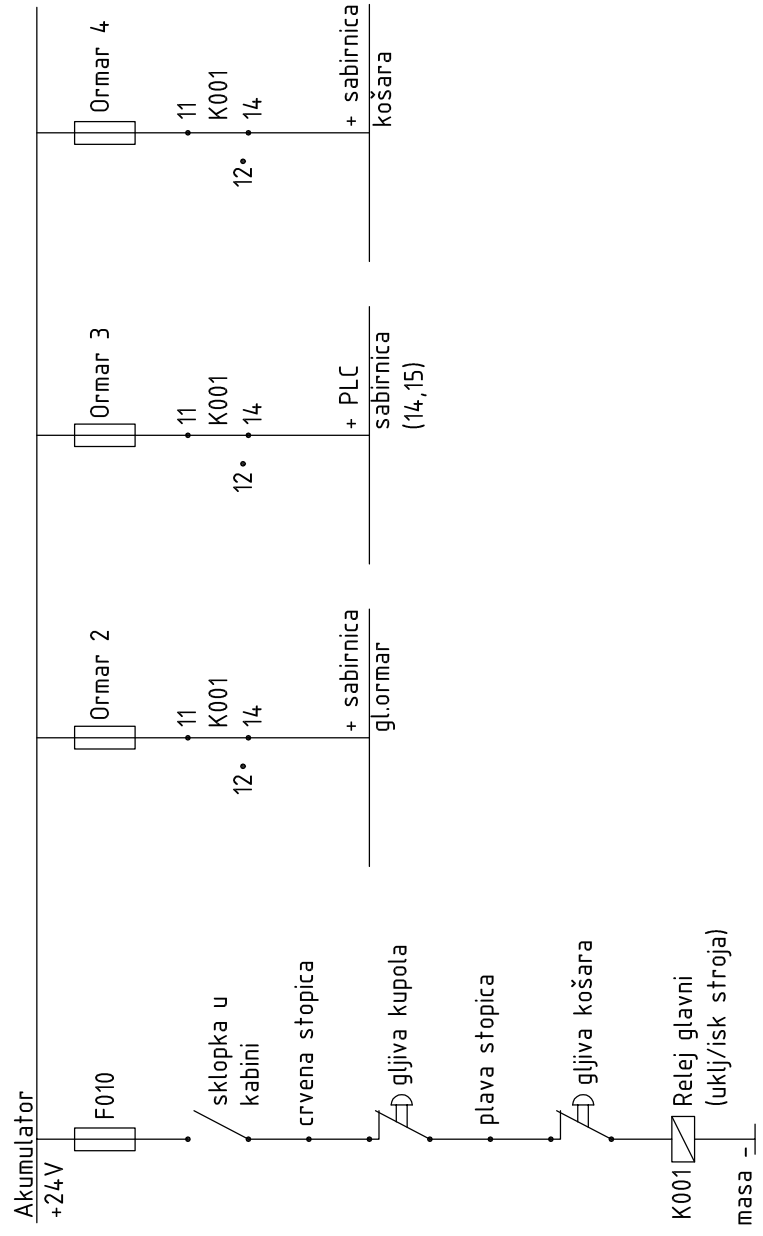 Akumulator
+24V
F010
sklopka u
kabini
crvena stopica
gljiva kupola
plava stopica
gljiva košara
K001
Relej glavni
(uklj/isk stroja)
masa -
Ormar 2
11
K001
14
12
+ sabirnica
gl.ormar
Ormar 3
11
K001
14
12
+ PLC
sabirnica
(14,15)
Ormar 4
11
K001
14
12
+ sabirnica
košara